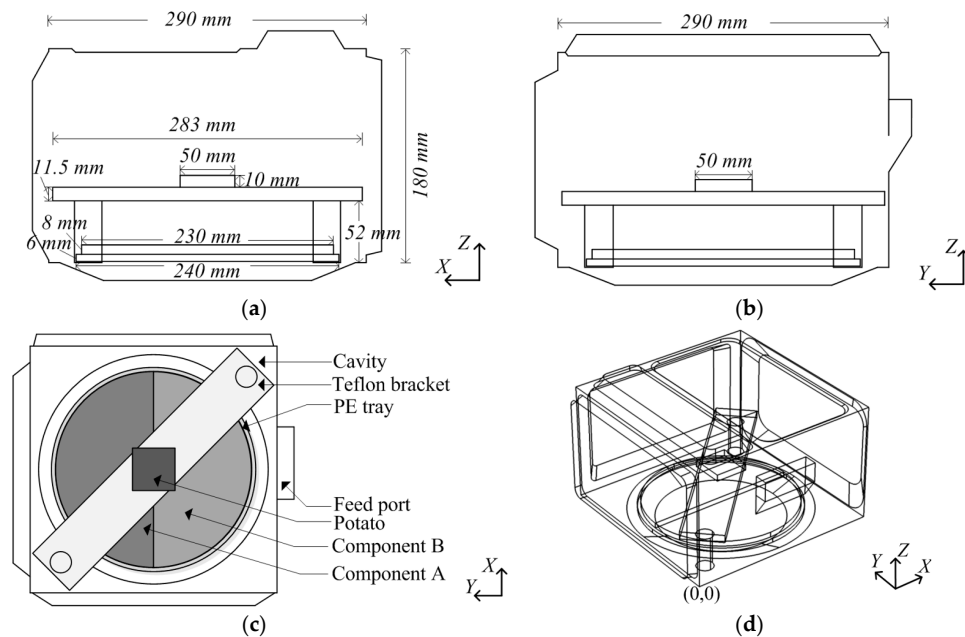 290 mm
283 mm
50 mm
11.5 mm
10 mm
180 mm
8 mm
230 mm
52 mm
6 mm
240 mm
Z
X
(a)
290 mm
50 mm
Z
Y
(b)
Cavity
Teflon bracket
PE tray
Feed port
Potato
Component B
Component A
X
Y
(c)
Y
Z
X
(0,0)
(d)